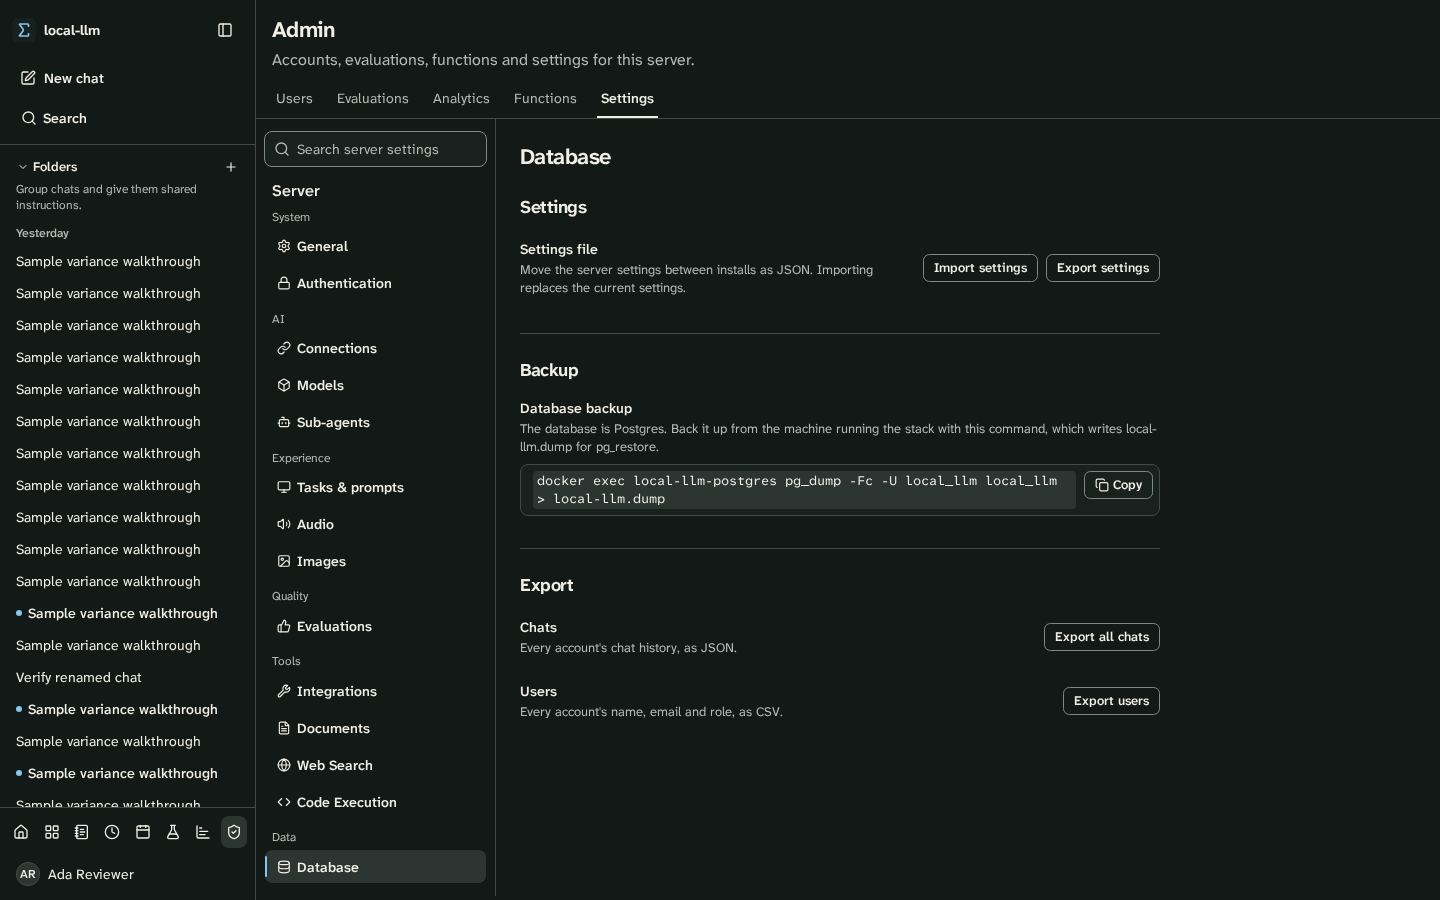 local-llm
New chat
Search
Folders
Group chats and give them shared
instructions.
Yesterday
Sample variance walkthrough
Sample variance walkthrough
Sample variance walkthrough
Sample variance walkthrough
Sample variance walkthrough
Sample variance walkthrough
Sample variance walkthrough
Sample variance walkthrough
Sample variance walkthrough
Sample variance walkthrough
Sample variance walkthrough
Sample variance walkthrough
Sample variance walkthrough
Verify renamed chat
Sample variance walkthrough
Sample variance walkthrough
Sample variance walkthrough
Sample variance walkthrough
AR
Ada Reviewer
Admin
Accounts, evaluations, functions and settings for this server.
Users
Evaluations
Analytics
Functions
Settings
Search server settings
Server
System
General
Authentication
AI
Connections
Models
Sub-agents
Experience
Tasks & prompts
Audio
Images
Quality
Evaluations
Tools
Integrations
Documents
Web Search
Code Execution
Data
Database
Database
Settings
Settings file
Move the server settings between installs as JSON. Importing
replaces the current settings.
Import settings
Export settings
Backup
Database backup
The database is Postgres. Back it up from the machine running the stack with this command, which writes local-
llm.dump for pg_restore.
docker exec local-llm-postgres pg_dump -Fc -U local_llm local_llm
> local-llm.dump
Copy
Export
Chats
Every account's chat history, as JSON.
Export all chats
Users
Every account's name, email and role, as CSV.
Export users